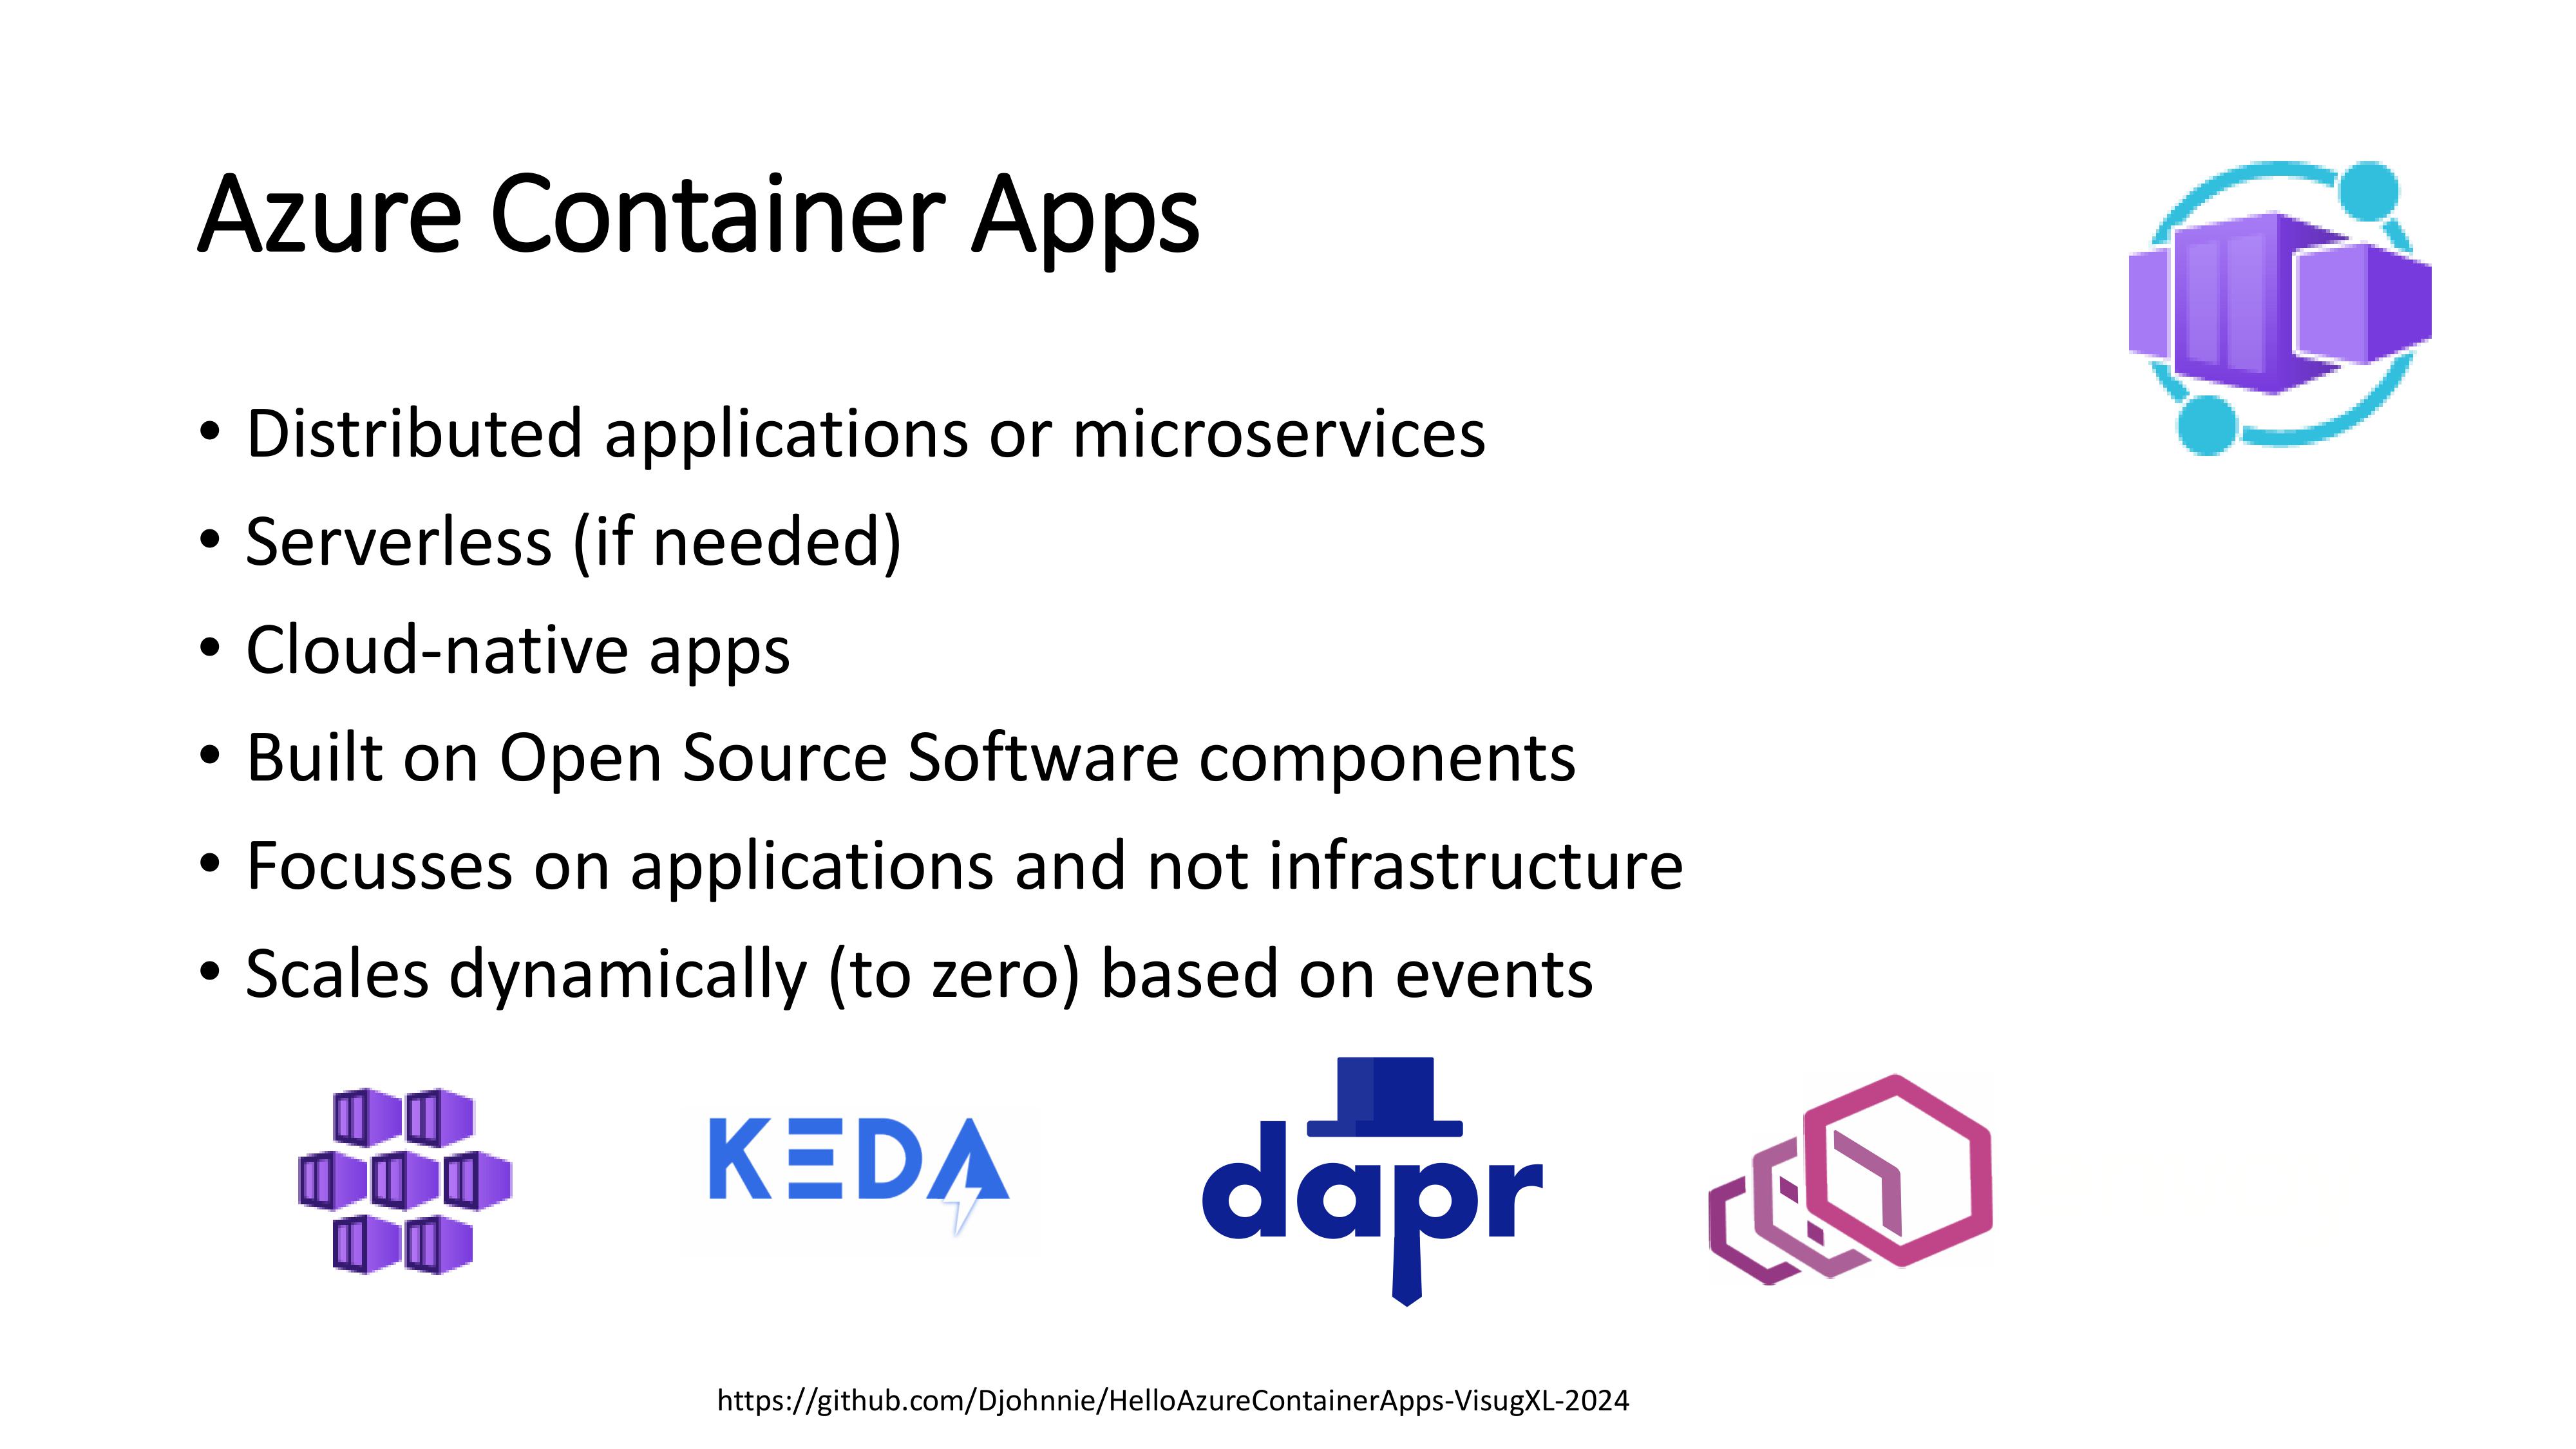 Azure Container Apps
• Distributed applications or microservices
• Serverless (if needed)
• Cloud-native apps
• Built on Open Source Software components
• Focusses on applications and not infrastructure
• Scales dynamically (to zero) based on events
KEDA
dapr
https://github.com/Djohnnie/HelloAzureContainerApps-VisugXL-2024